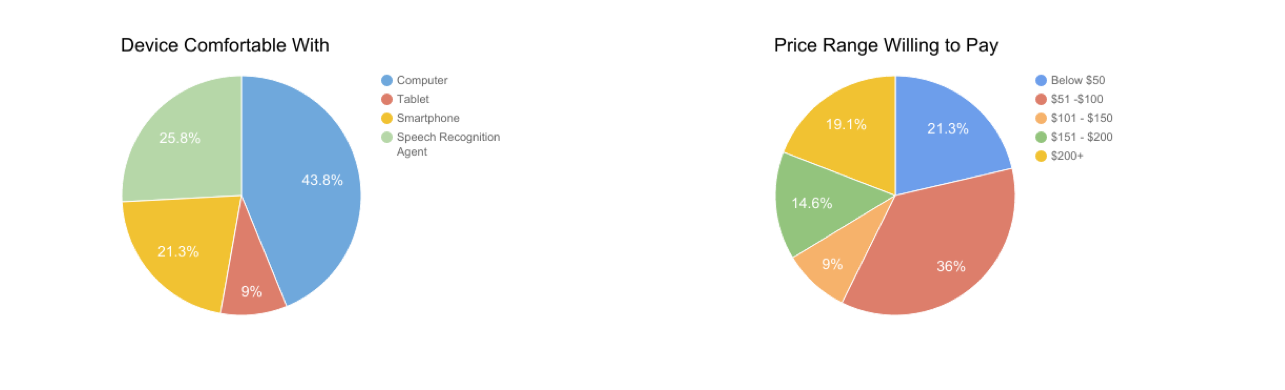 Device Comfortable With
Computer
Tablet
Smartphone
Speech Recognition
Agent
25.8%
43.8%
21.3%
9%
Price Range Willing to Pay
Below $50
$51 -$100
$101 - $150
$151 - $200
$200+
19.1%
21.3%
14.6%
9%
36%